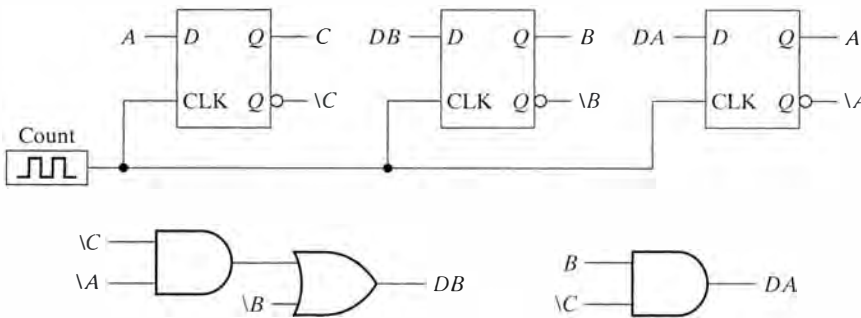 A D Q C DB D Q B DA D Q A
CLK Q \C CLK Q \B CLK Q \A
Count
\C
\A
\B
DB
B
\C
DA